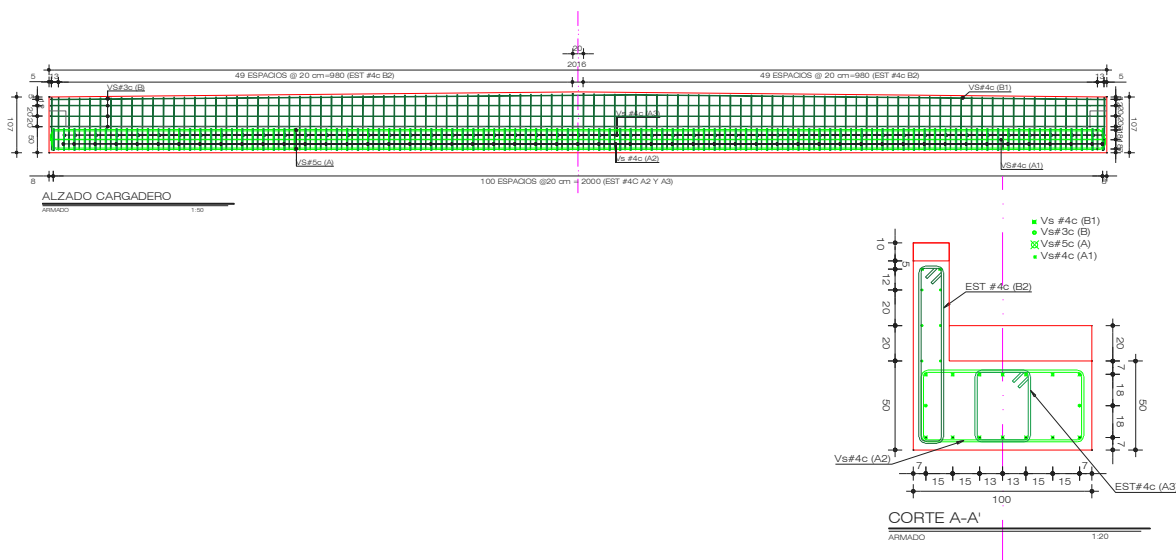 20
2016
49 ESPACIOS @ 20 cm=980 (EST #4c B2)
49 ESPACIOS @ 20 cm=980 (EST #4c B2)
5
13
13
5
VS#3c (B)
VS#4c (B1)
Vs #4c (A3)
107
5
20
20
50
107
VS#5c (A)
Vs #4c (A2)
VS#4c (A1)
8
100 ESPACIOS @20 cm = 2000 (EST #4C A2 Y A3)
ALZADO CARGADERO
ARMADO
1:50
Vs #4c (B1)
Vs#3c (B)
Vs#5c (A)
Vs#4c (A1)
10
5
12
20
20
50
EST #4c (B2)
20
7
18
18
7
50
Vs#4c (A2)
EST#4c (A3)
7
15
15
13
13
15
15
7
100
CORTE A-A'
ARMADO
1:20